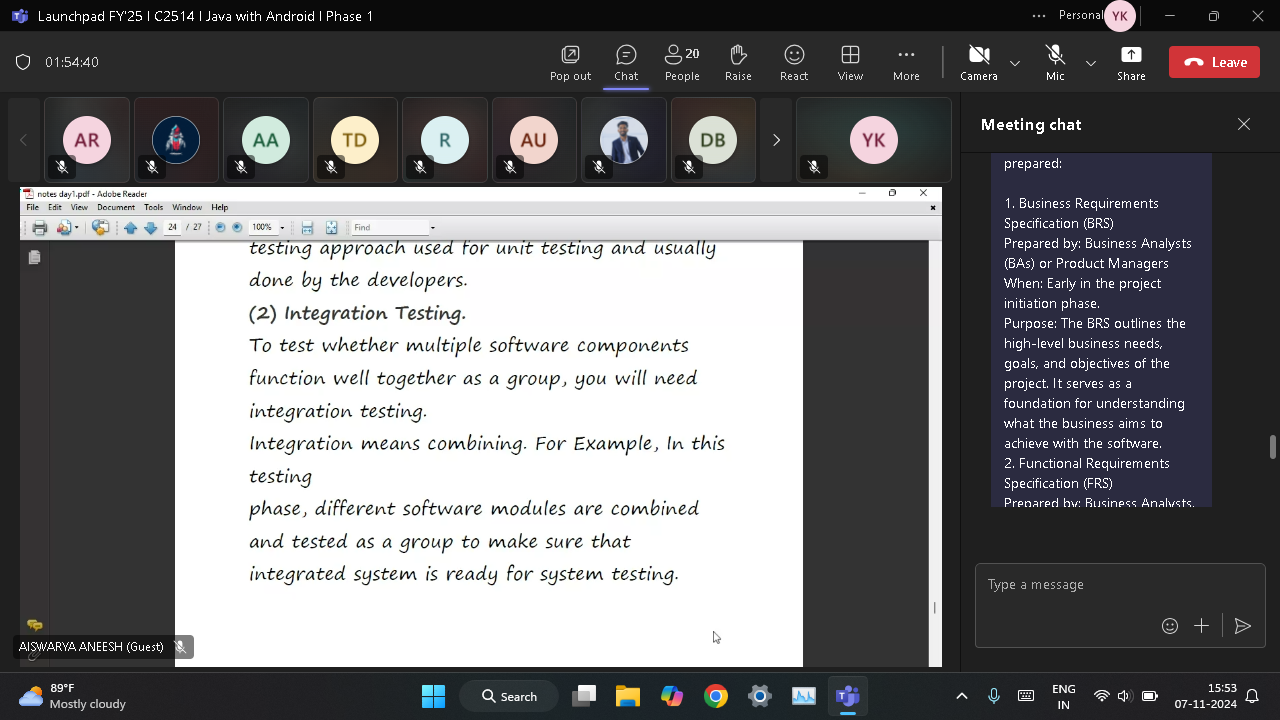 Launchpad FY'25 | C2514 | Java with Android | Phase 1
Personal
YK
01:54:40
Pop out
Chat
20
People
Raise
React
View
More
Camera
Mic
Share
Leave
AR
AA
TD
R
AU
DB
YK
notes day1.pdf - Adobe Reader
File Edit View Document Tools Window Help
24 / 27
100%
Find
testing approach used for unit testing and usually
done by the developers.
(2) Integration Testing.
To test whether multiple software components
function well together as a group, you will need
integration testing.
Integration means combining. For Example, In this
testing
phase, different software modules are combined
and tested as a group to make sure that
integrated system is ready for system testing.
AISWARYA ANEESH (Guest)
Meeting chat
prepared:
1. Business Requirements
Specification (BRS)
Prepared by: Business Analysts
(BAs) or Product Managers
When: Early in the project
initiation phase.
Purpose: The BRS outlines the
high-level business needs,
goals, and objectives of the
project. It serves as a
foundation for understanding
what the business aims to
achieve with the software.
2. Functional Requirements
Specification (FRS)
Prepared by: Business Analysts,
Type a message
89°F
Mostly cloudy
Search
ENG
IN
15:53
07-11-2024